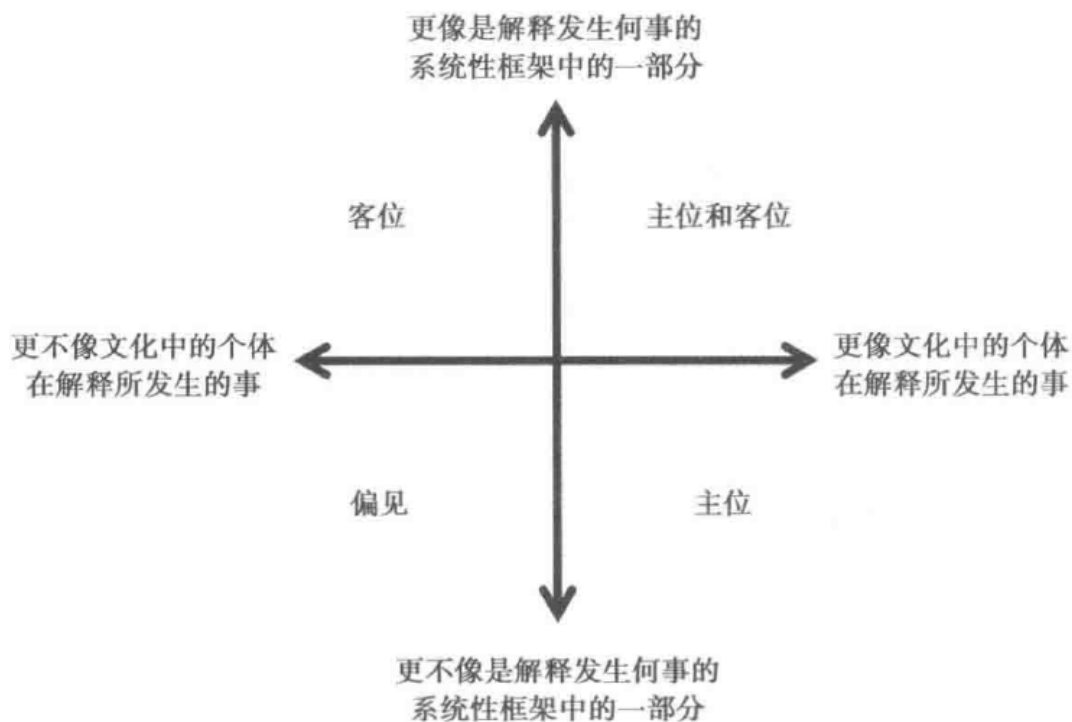 更像是解释发生何事的
系统性框架中的一部分
客位
主位和客位
更不像文化中的个体
在解释所发生的事
更像文化中的个体
在解释所发生的事
偏见
主位
更不像是解释发生何事的
系统性框架中的一部分